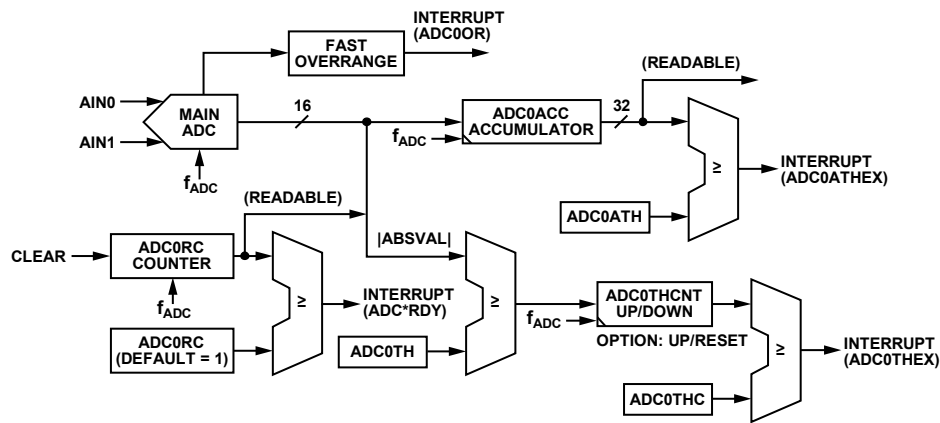 INTERRUPT
(ADC0OR)
FAST
OVERRANGE
(READABLE)
AIN0
MAIN
ADC
16
ADC0ACC
ACCUMULATOR
32
AIN1
fADC
fADC
≥
INTERRUPT
(ADC0ATHEX)
(READABLE)
ADC0ATH
CLEAR
ADC0RC
COUNTER
|ABSVAL|
fADC
≥
INTERRUPT
(ADC*RDY)
≥
fADC
ADC0THCNT
UP/DOWN
OPTION: UP/RESET
ADC0RC
(DEFAULT = 1)
ADC0TH
≥
INTERRUPT
(ADC0THEX)
ADC0THC